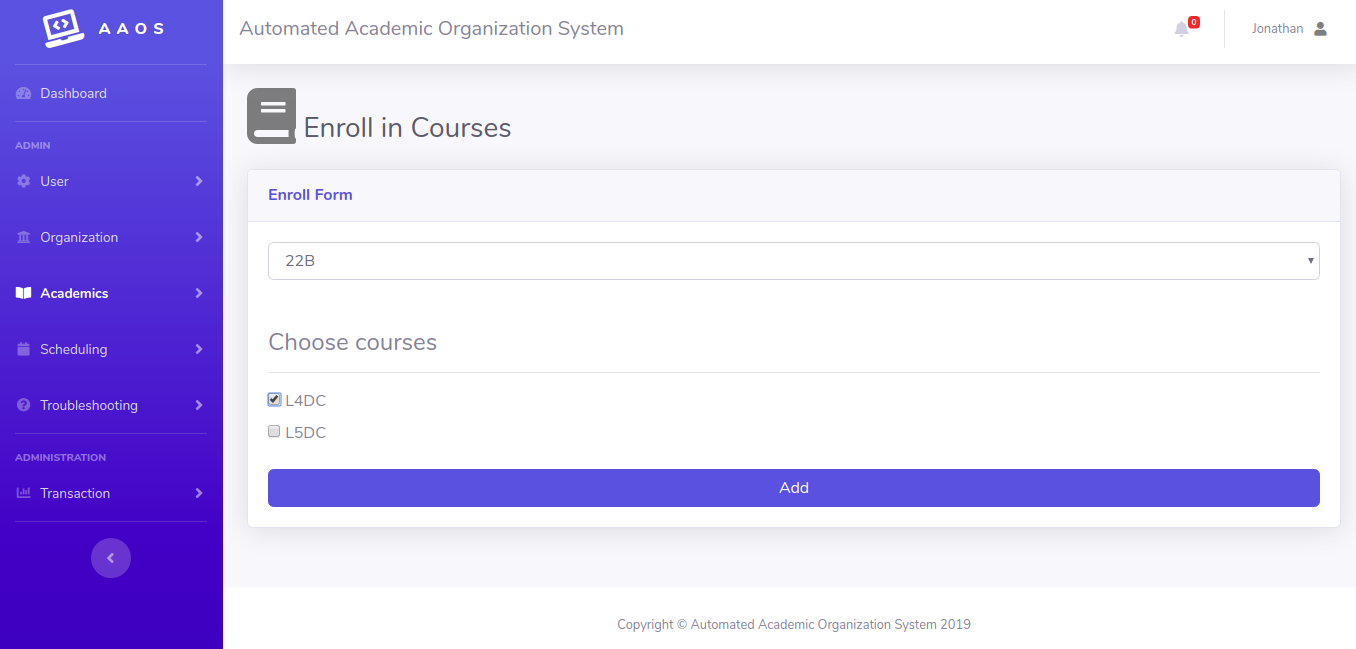 AAOS
Automated Academic Organization System
0
Jonathan
Dashboard
ADMIN
User
Organization
Academics
Scheduling
Troubleshooting
ADMINISTRATION
Transaction
Enroll in Courses
Enroll Form
22B
Choose courses
L4DC
L5DC
Add
Copyright © Automated Academic Organization System 2019